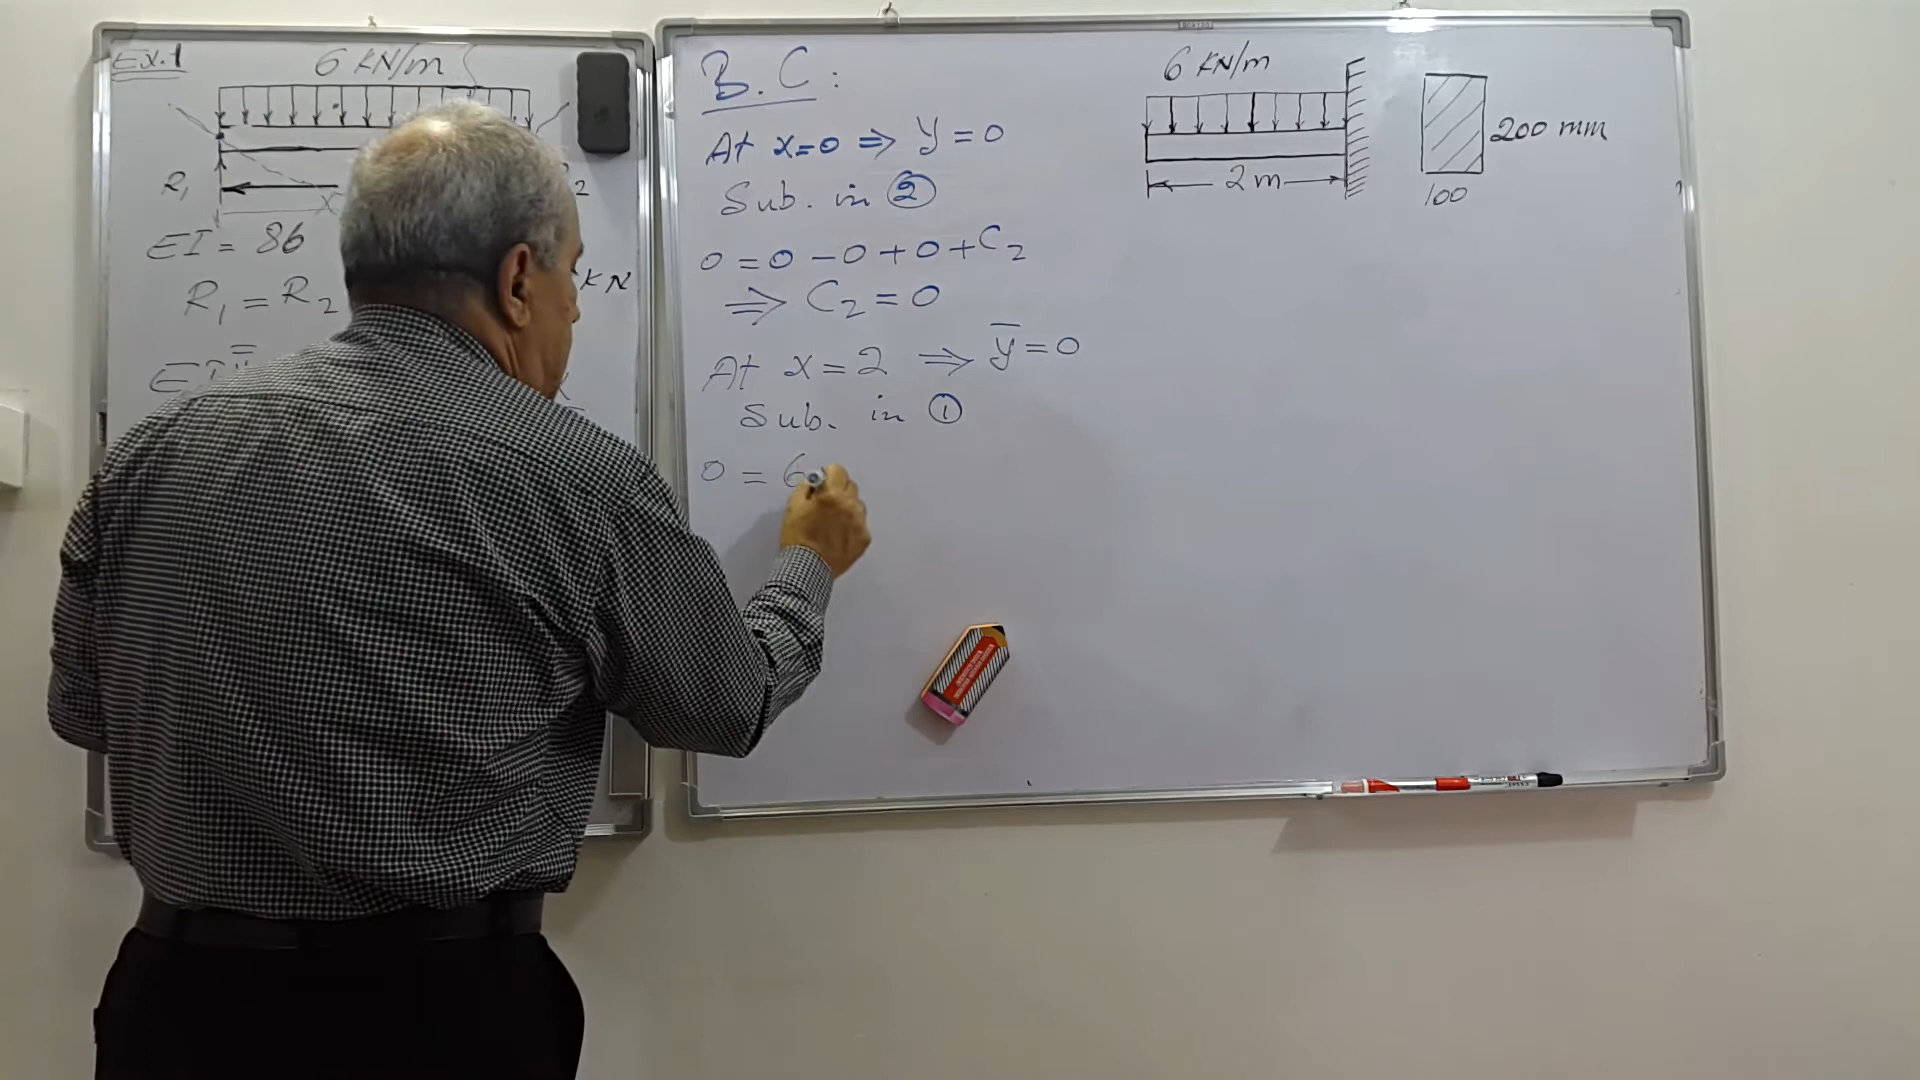 Ex.1
6 KN/m
R₁
2
X
EI = 86
KN
R₁ = R₂
EI
B.C :
At x=0 ⇒ y=0
Sub. in ②
0 = 0 - 0 + 0 + C₂
⇒ C₂ = 0
At x = 2 ⇒ y̅ = 0
Sub. in ①
0 = 6
6 KN/m
2 m
200 mm
100